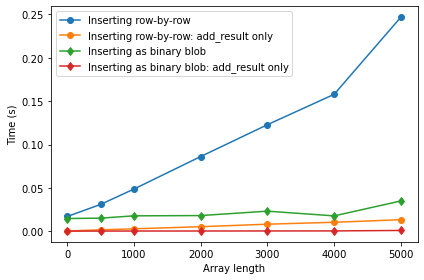 0.25
0.20
0.15
0.10
0.05
0.00
Time (s)
Inserting row-by-row
Inserting row-by-row: add_result only
Inserting as binary blob
Inserting as binary blob: add_result only
0 1000 2000 3000 4000 5000
Array length